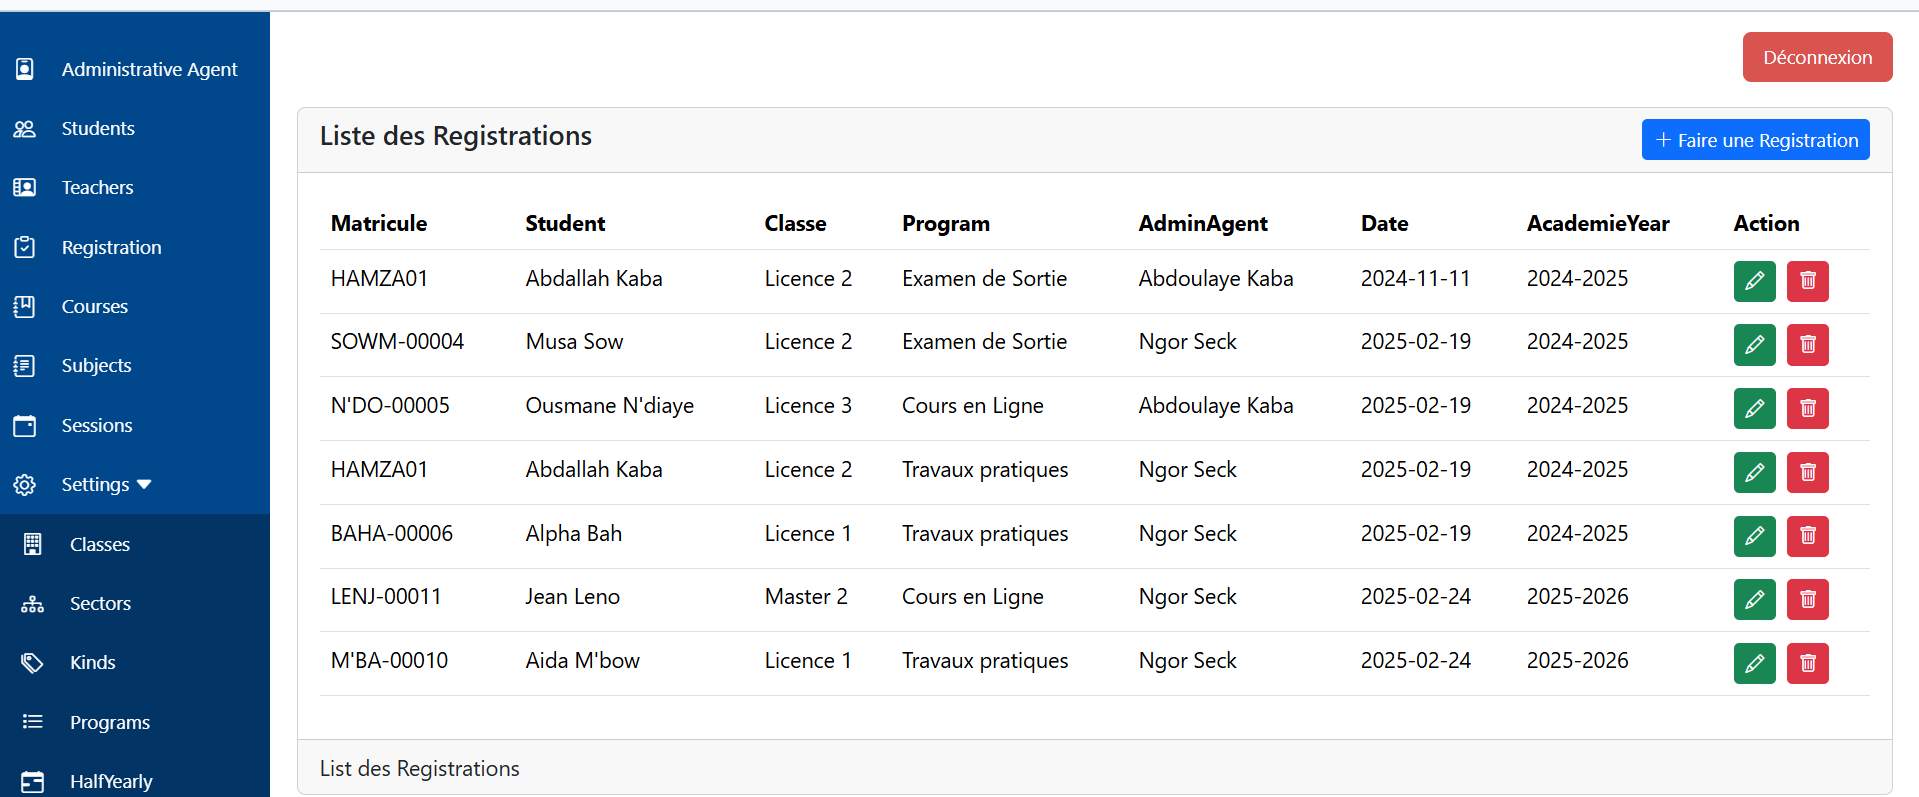 Administrative Agent
Students
Teachers
Registration
Courses
Subjects
Sessions
Settings
Classes
Sectors
Kinds
Programs
HalfYearly
Déconnexion
Liste des Registrations
+ Faire une Registration
Matricule Student Classe Program AdminAgent Date AcademieYear Action
HAMZA01 Abdallah Kaba Licence 2 Examen de Sortie Abdoulaye Kaba 2024-11-11 2024-2025
SOWM-00004 Musa Sow Licence 2 Examen de Sortie Ngor Seck 2025-02-19 2024-2025
N'DO-00005 Ousmane N'diaye Licence 3 Cours en Ligne Abdoulaye Kaba 2025-02-19 2024-2025
HAMZA01 Abdallah Kaba Licence 2 Travaux pratiques Ngor Seck 2025-02-19 2024-2025
BAHA-00006 Alpha Bah Licence 1 Travaux pratiques Ngor Seck 2025-02-19 2024-2025
LENJ-00011 Jean Leno Master 2 Cours en Ligne Ngor Seck 2025-02-24 2025-2026
M'BA-00010 Aida M'bow Licence 1 Travaux pratiques Ngor Seck 2025-02-24 2025-2026
List des Registrations